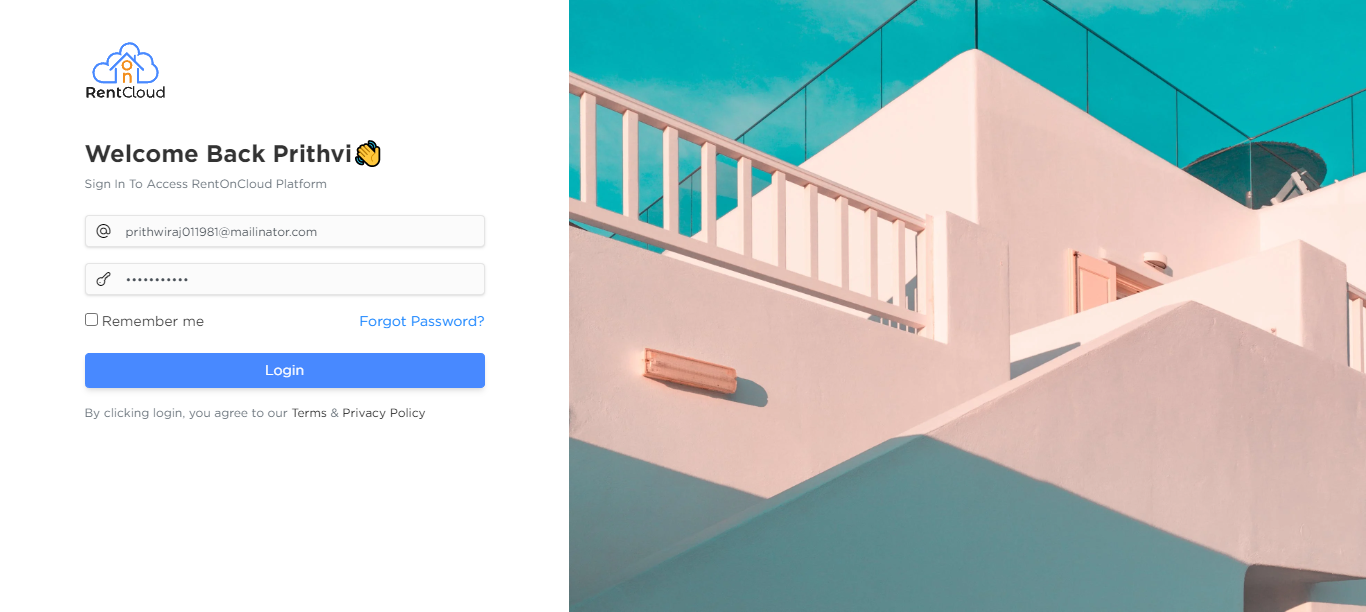 on
RentCloud
Welcome Back Prithvi👋
Sign In To Access RentOnCloud Platform
prithwiraj011981@mailinator.com
•••••••••••
Remember me
Forgot Password?
Login
By clicking login, you agree to our Terms & Privacy Policy